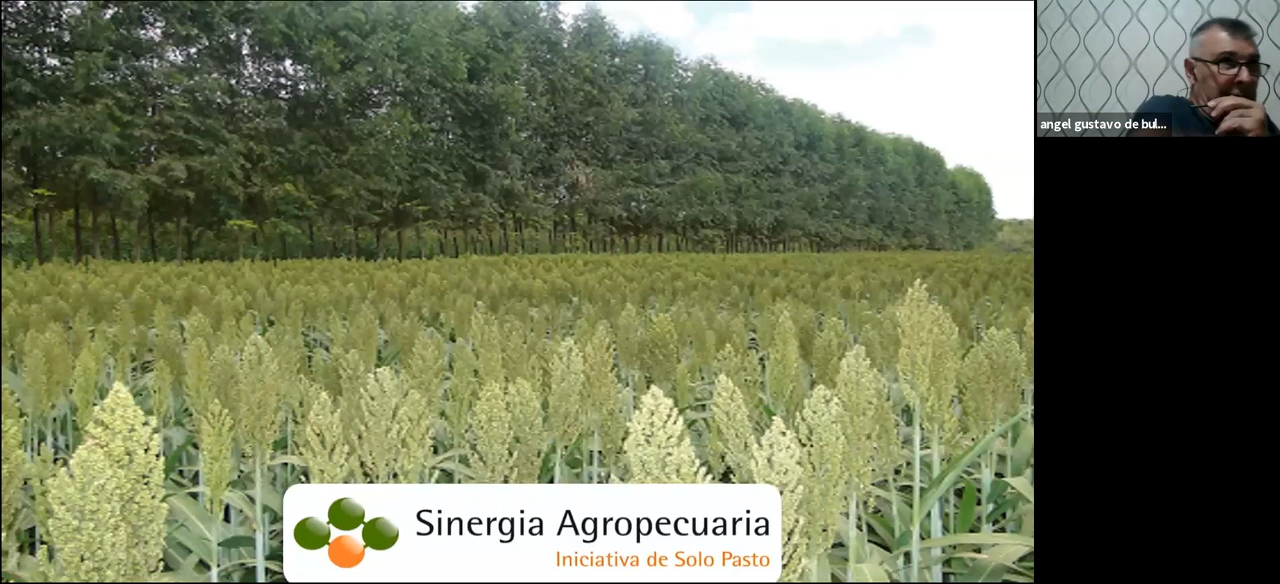 Sinergia Agropecuaria
Iniciativa de Solo Pasto
angel gustavo de bul...